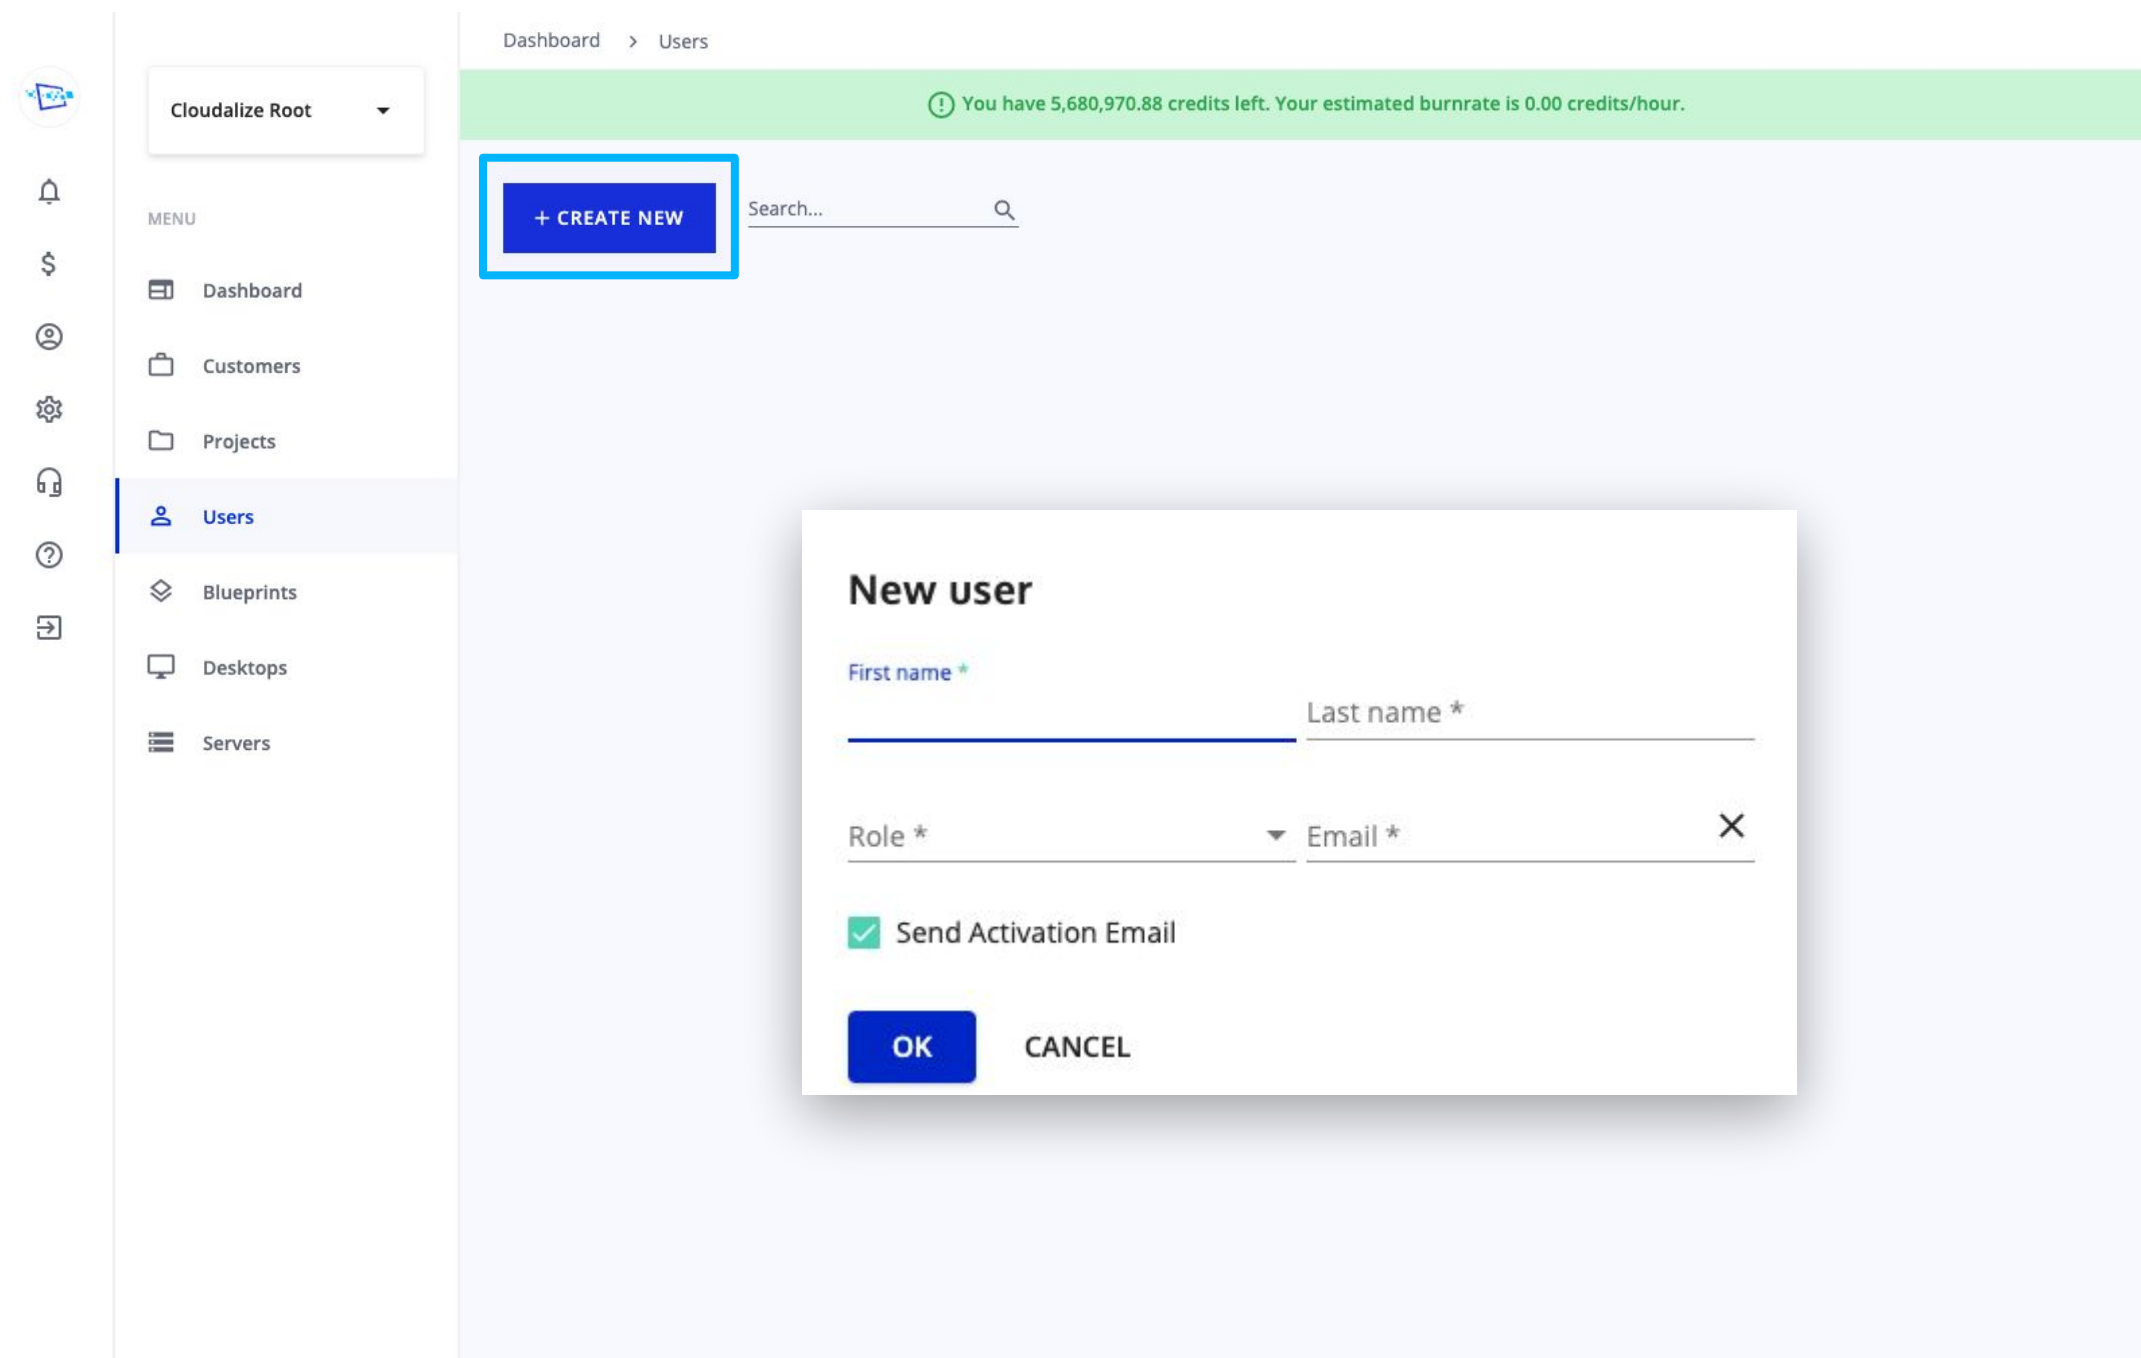 Dashboard > Users
Cloudalize Root
You have 5,680,970.88 credits left. Your estimated burnrate is 0.00 credits/hour.
+ CREATE NEW
Search...
MENU
Dashboard
Customers
Projects
Users
Blueprints
Desktops
Servers
New user
First name *
Last name *
Role *
Email *
Send Activation Email
OK
CANCEL